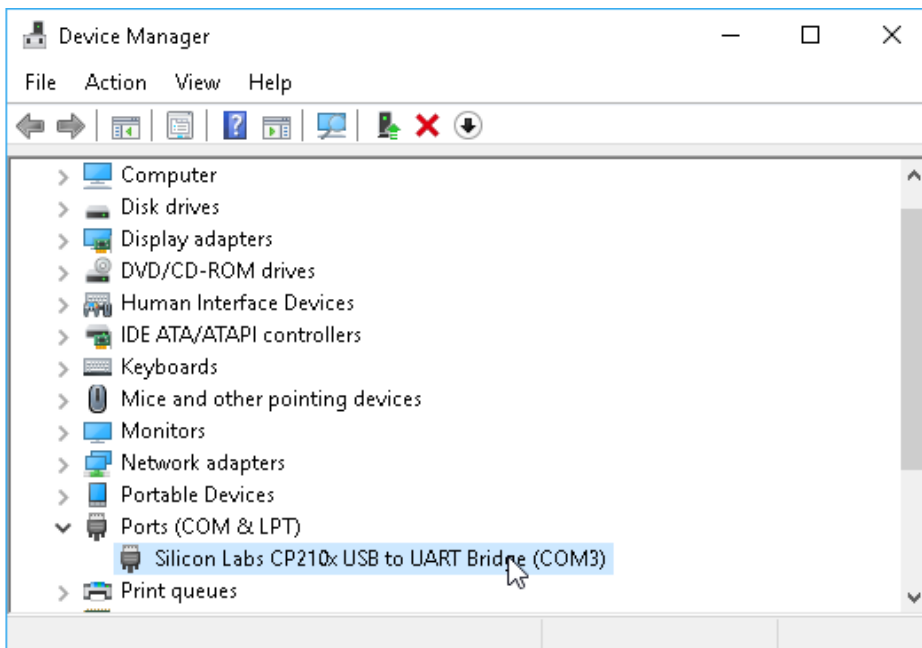 Device Manager
File Action View Help
Computer
Disk drives
Display adapters
DVD/CD-ROM drives
Human Interface Devices
IDE ATA/ATAPI controllers
Keyboards
Mice and other pointing devices
Monitors
Network adapters
Portable Devices
Ports (COM & LPT)
Silicon Labs CP210x USB to UART Bridge (COM3)
Print queues